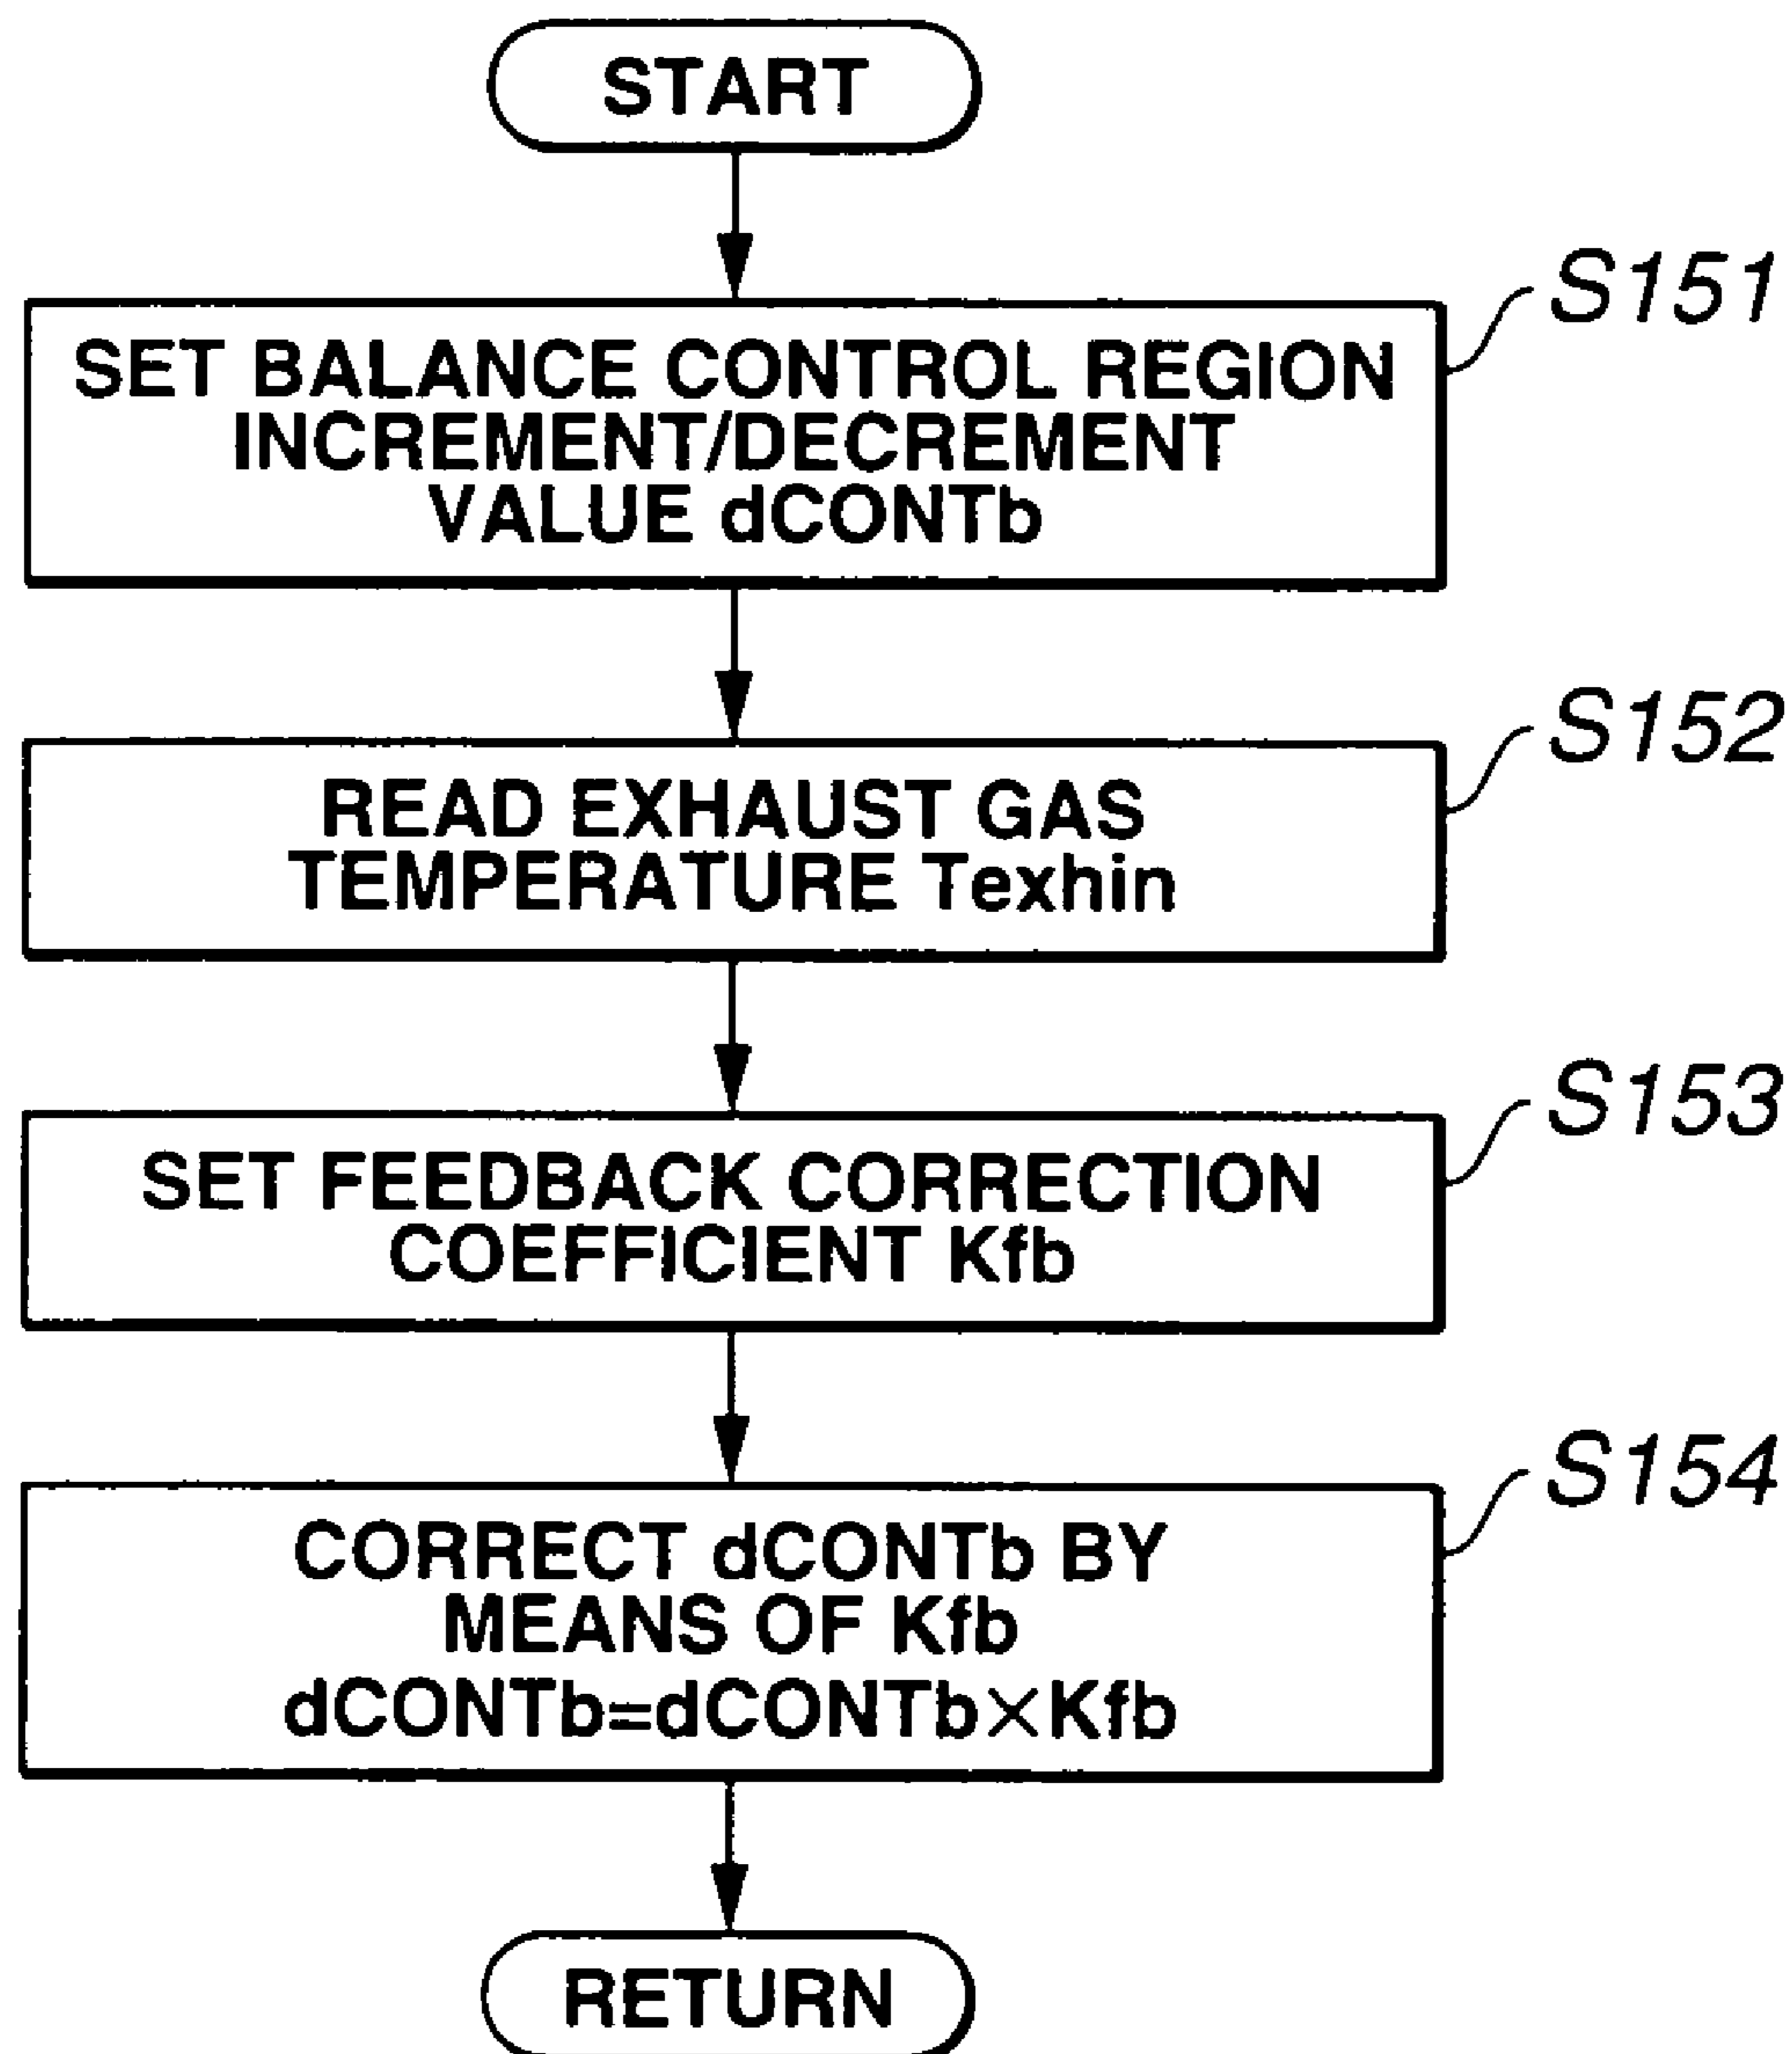 START
S151
SET BALANCE CONTROL REGION
INCREMENT/DECREMENT
VALUE dCONTb
S152
READ EXHAUST GAS
TEMPERATURE Texhin
S153
SET FEEDBACK CORRECTION
COEFFICIENT Kfb
S154
CORRECT dCONTb BY
MEANS OF Kfb
dCONTb=dCONTb×Kfb
RETURN